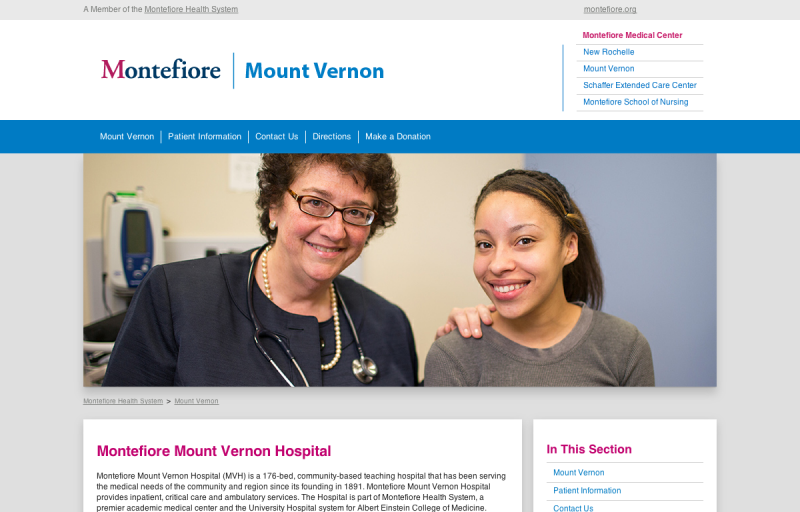 A Member of the Montefiore Health System
montefiore.org
Montefiore Medical Center
New Rochelle
Mount Vernon
Schaffer Extended Care Center
Montefiore School of Nursing
Montefiore Mount Vernon
Mount Vernon Patient Information Contact Us Directions Make a Donation
Montefiore Health System > Mount Vernon
Montefiore Mount Vernon Hospital
Montefiore Mount Vernon Hospital (MVH) is a 176-bed, community-based teaching hospital that has been serving
the medical needs of the community and region since its founding in 1891. Montefiore Mount Vernon Hospital
provides inpatient, critical care and ambulatory services. The Hospital is part of Montefiore Health System, a
premier academic medical center and the University Hospital system for Albert Einstein College of Medicine.
In This Section
Mount Vernon
Patient Information
Contact Us